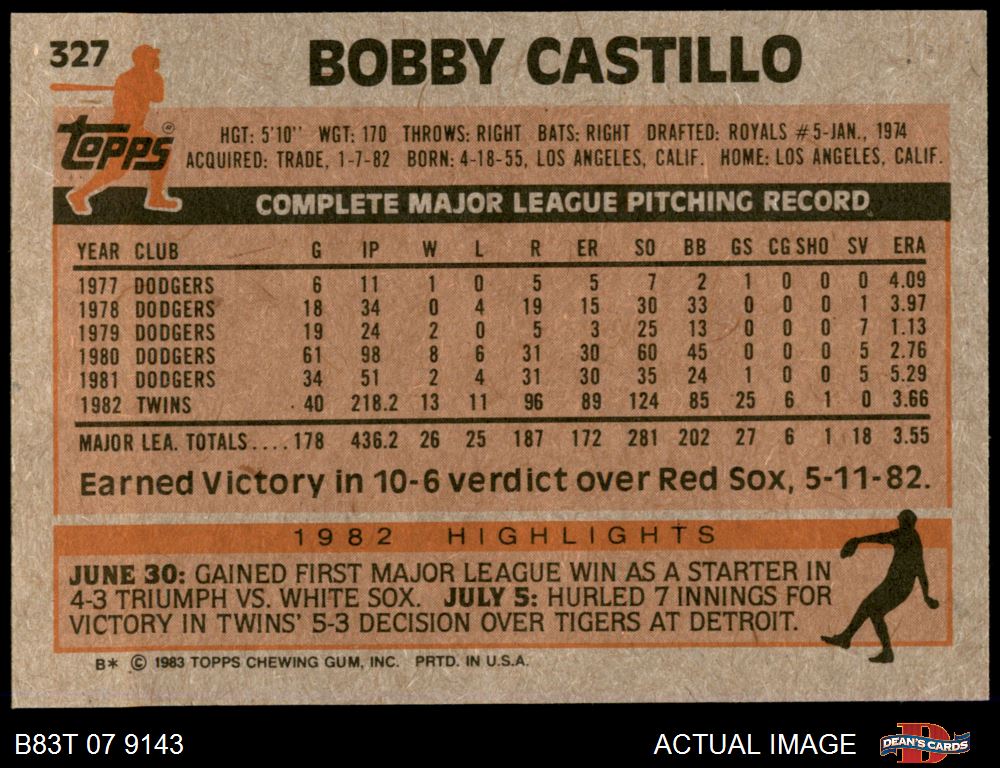 327
BOBBY CASTILLO
Topps®
HGT: 5'10" WGT: 170 THROWS: RIGHT BATS: RIGHT DRAFTED: ROYALS #5-JAN., 1974
ACQUIRED: TRADE, 1-7-82 BORN: 4-18-55, LOS ANGELES, CALIF. HOME: LOS ANGELES, CALIF.
COMPLETE MAJOR LEAGUE PITCHING RECORD
YEAR CLUB G IP W L R ER SO BB GS CG SHO SV ERA
1977 DODGERS 6 11 1 0 5 5 7 2 1 0 0 0 4.09
1978 DODGERS 18 34 0 4 19 15 30 33 0 0 0 1 3.97
1979 DODGERS 19 24 2 0 5 3 25 13 0 0 0 7 1.13
1980 DODGERS 61 98 8 6 31 30 60 45 0 0 0 5 2.76
1981 DODGERS 34 51 2 4 31 30 35 24 1 0 0 5 5.29
1982 TWINS 40 218.2 13 11 96 89 124 85 25 6 1 0 3.66
MAJOR LEA. TOTALS....178 436.2 26 25 187 172 281 202 27 6 1 18 3.55
Earned Victory in 10-6 verdict over Red Sox, 5-11-82.
1982 HIGHLIGHTS
JUNE 30: GAINED FIRST MAJOR LEAGUE WIN AS A STARTER IN
4-3 TRIUMPH VS. WHITE SOX. JULY 5: HURLED 7 INNINGS FOR
VICTORY IN TWINS' 5-3 DECISION OVER TIGERS AT DETROIT.
B* © 1983 TOPPS CHEWING GUM, INC. PRTD. IN U.S.A.
B83T 07 9143
ACTUAL IMAGE
D
DEAN'S CARDS